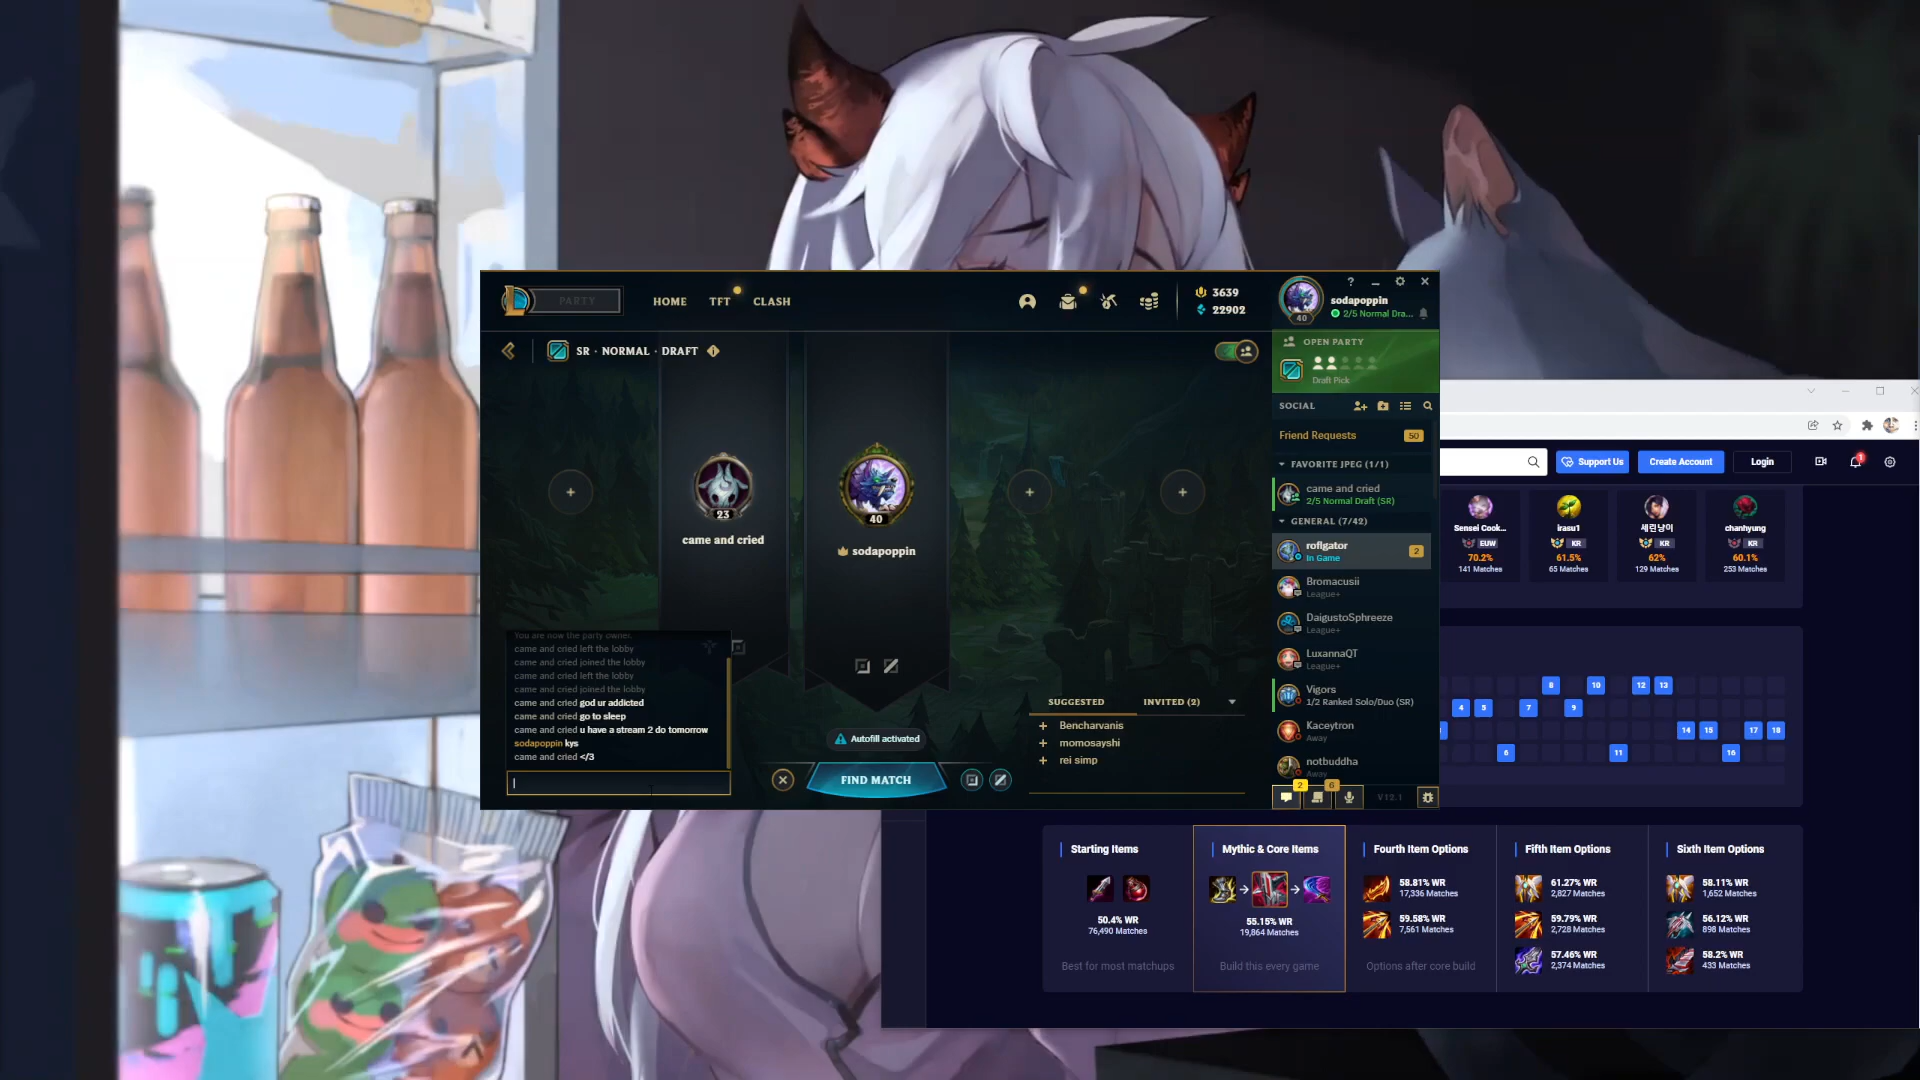 PARTY
HOME
TFT
CLASH
3639
22902
?
sodapoppin
40
2/5 Normal Dra...
SR · NORMAL · DRAFT
OPEN PARTY
Draft Pick
SOCIAL
Friend Requests
50
FAVORITE JPEG (1/1)
came and cried
2/5 Normal Draft (SR)
GENERAL (7/42)
roflgator
In Game
2
Bromacusii
League+
DaigustoSphreeze
League+
LuxannaQT
League+
Vigors
1/2 Ranked Solo/Duo (SR)
Kaceytron
Away
notbuddha
Away
2
6
V12.1
23
came and cried
40
sodapoppin
You are now the party owner.
came and cried left the lobby
came and cried joined the lobby
came and cried left the lobby
came and cried joined the lobby
came and cried god ur addicted
came and cried go to sleep
came and cried u have a stream 2 do tomorrow
sodapoppin kys
came and cried </3
Autofill activated
FIND MATCH
SUGGESTED
INVITED (2)
Bencharvanis
momosayshi
rei simp
Support Us
Create Account
Login
1
Sensei Cook...
EUW
70.2%
141 Matches
irasu1
KR
61.5%
65 Matches
세린냥이
KR
62%
129 Matches
chanhyung
KR
60.1%
253 Matches
8
10
12
13
4
5
7
9
14
15
17
18
6
11
16
Starting Items
50.4% WR
76,490 Matches
Best for most matchups
Mythic & Core Items
55.15% WR
19,864 Matches
Build this every game
Fourth Item Options
58.81% WR
17,336 Matches
59.58% WR
7,561 Matches
Options after core build
Fifth Item Options
61.27% WR
2,827 Matches
59.79% WR
2,728 Matches
57.46% WR
2,374 Matches
Sixth Item Options
58.11% WR
1,652 Matches
56.12% WR
898 Matches
58.2% WR
433 Matches